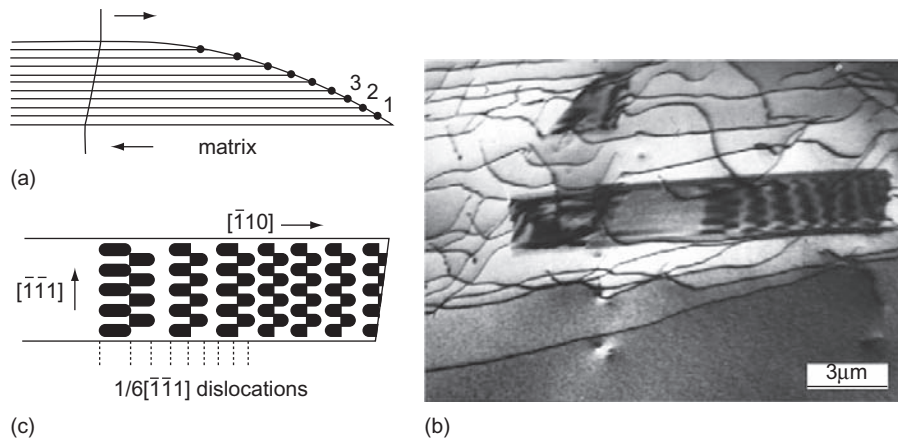 3
2
1
matrix
(a)
[1̄10]
[1̄1̄1]
1/6[1̄1̄1] dislocations
(c)
3μm
(b)